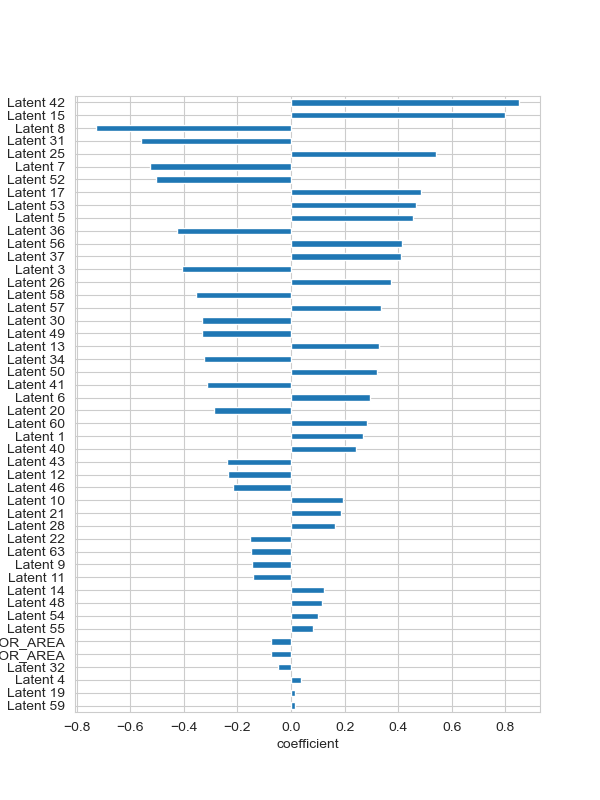 Latent 42
Latent 15
Latent 8
Latent 31
Latent 25
Latent 7
Latent 52
Latent 17
Latent 53
Latent 5
Latent 36
Latent 56
Latent 37
Latent 3
Latent 26
Latent 58
Latent 57
Latent 30
Latent 49
Latent 13
Latent 34
Latent 50
Latent 41
Latent 6
Latent 20
Latent 60
Latent 1
Latent 40
Latent 43
Latent 12
Latent 46
Latent 10
Latent 21
Latent 28
Latent 22
Latent 63
Latent 9
Latent 11
Latent 14
Latent 48
Latent 54
Latent 55
OR_AREA
OR_AREA
Latent 32
Latent 4
Latent 19
Latent 59
−0.8 −0.6 −0.4 −0.2 0.0 0.2 0.4 0.6 0.8
coefficient